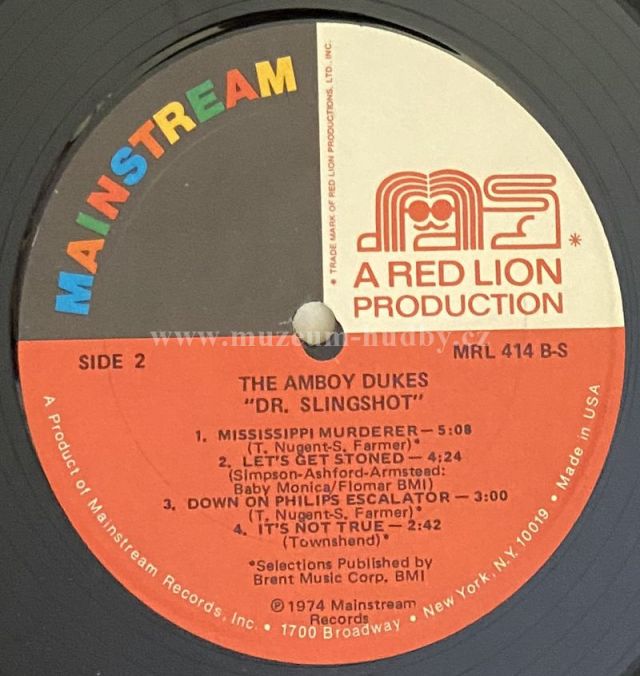 MAINSTREAM
• TRADE MARK OF RED LION PRODUCTIONS, LTD., INC.
ms*
A RED LION
PRODUCTION
www.muzeum-hudby.cz
SIDE 2
MRL 414 B-S
THE AMBOY DUKES
"DR. SLINGSHOT"
1. MISSISSIPPI MURDERER — 5:08
(T. Nugent-S. Farmer)*
2. LET'S GET STONED — 4:24
(Simpson-Ashford-Armstead:
Baby Monica/Flomar BMI)
3. DOWN ON PHILIPS ESCALATOR — 3:00
(T. Nugent-S. Farmer)*
4. IT'S NOT TRUE — 2:42
(Townshend)*
*Selections Published by
Brent Music Corp. BMI
℗ 1974 Mainstream
Records
A Product of Mainstream Records, Inc. • 1700 Broadway • New York, N.Y. 10019 • Made in USA